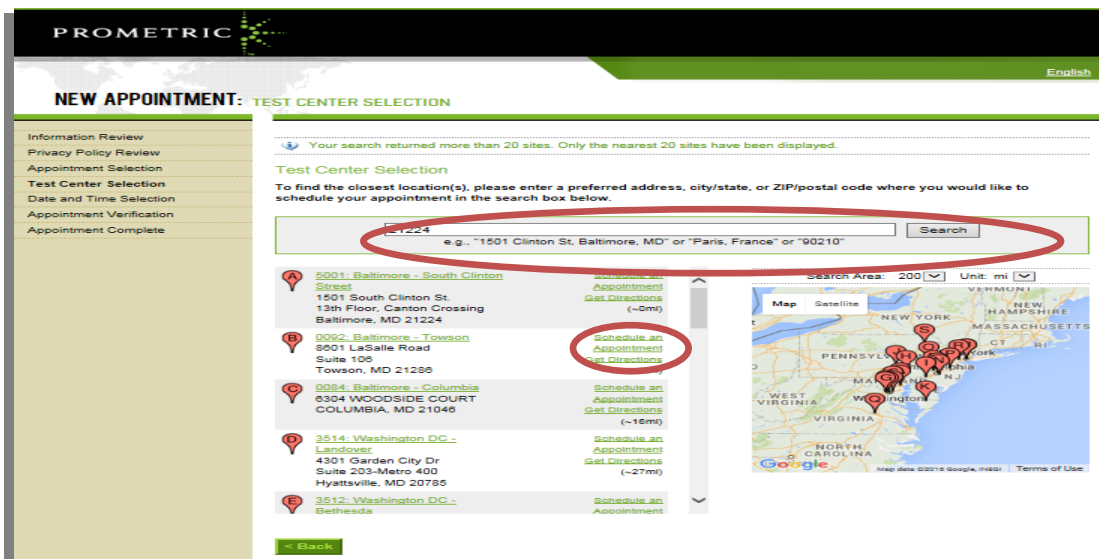 PROMETRIC
English
NEW APPOINTMENT: TEST CENTER SELECTION
Information Review
Privacy Policy Review
Appointment Selection
Test Center Selection
Date and Time Selection
Appointment Verification
Appointment Complete
Your search returned more than 20 sites. Only the nearest 20 sites have been displayed.
Test Center Selection
To find the closest location(s), please enter a preferred address, city/state, or ZIP/postal code where you would like to
schedule your appointment in the search box below.
21224
Search
e.g., "1501 Clinton St, Baltimore, MD" or "Paris, France" or "90210"
A
5001: Baltimore - South Clinton
Street
1501 South Clinton St.
13th Floor, Canton Crossing
Baltimore, MD 21224
Schedule an
Appointment
Get Directions
(~0mi)
B
0092: Baltimore - Towson
8601 LaSalle Road
Suite 106
Towson, MD 21286
Schedule an
Appointment
Get Directions
C
0084: Baltimore - Columbia
6304 WOODSIDE COURT
COLUMBIA, MD 21046
Schedule an
Appointment
Get Directions
(~16mi)
D
3514: Washington DC -
Landover
4301 Garden City Dr
Suite 203-Metro 400
Hyattsville, MD 20785
Schedule an
Appointment
Get Directions
(~27mi)
E
3512: Washington DC -
Bethesda
Schedule an
Appointment
Search Area: 200 Unit: mi
Map Satellite
VERMONT
NEW
HAMPSHIRE
NEW YORK
MASSACHUSETTS
CT
RI
PENNSYL
York
phia
NJ
MA
WEST
VIRGINIA
ington
VIRGINIA
NORTH
CAROLINA
S
R
H
I
N
G
K
Q
Google
Map data ©2016 Google, INEGI Terms of Use
< Back